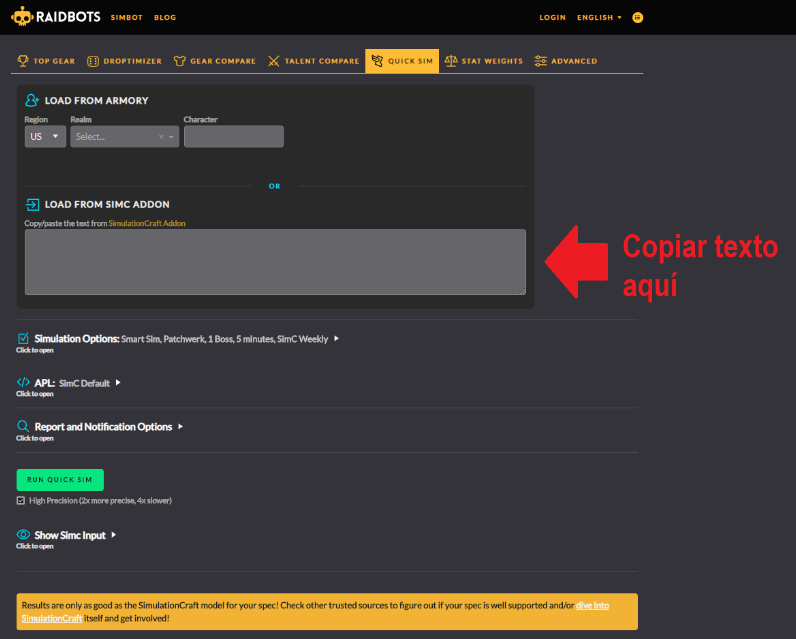 RAIDBOTS SIMBOT BLOG LOGIN ENGLISH
TOP GEAR DROPTIMIZER GEAR COMPARE TALENT COMPARE QUICK SIM STAT WEIGHTS ADVANCED
LOAD FROM ARMORY
Region Realm Character
US Select...
OR
LOAD FROM SIMC ADDON
Copy/paste the text from SimulationCraft Addon
Copiar texto
aquí
Simulation Options: Smart Sim, Patchwerk, 1 Boss, 5 minutes, SimC Weekly
Click to open
APL: SimC Default
Click to open
Report and Notification Options
Click to open
RUN QUICK SIM
High Precision (2x more precise, 4x slower)
Show Simc Input
Click to open
Results are only as good as the SimulationCraft model for your spec! Check other trusted sources to figure out if your spec is well supported and/or dive into
SimulationCraft itself and get involved!